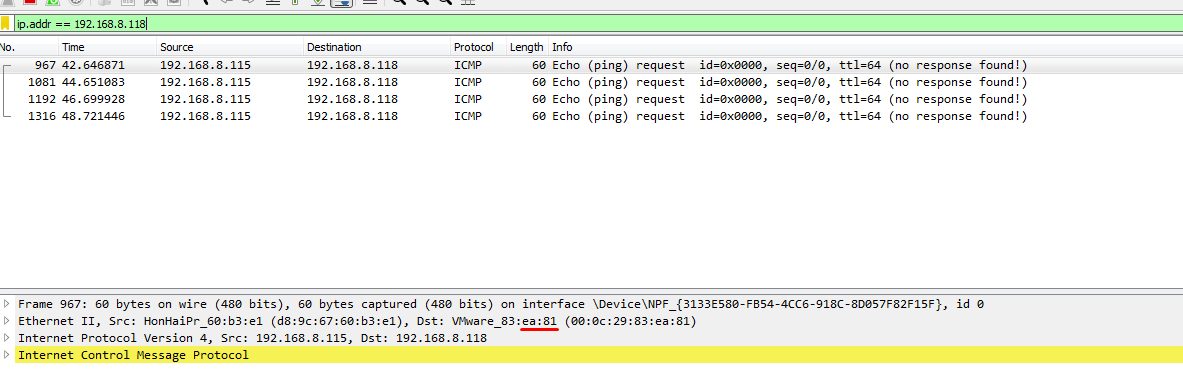 ip.addr == 192.168.8.118
No. Time Source Destination Protocol Length Info
967 42.646871 192.168.8.115 192.168.8.118 ICMP 60 Echo (ping) request id=0x0000, seq=0/0, ttl=64 (no response found!)
1081 44.651083 192.168.8.115 192.168.8.118 ICMP 60 Echo (ping) request id=0x0000, seq=0/0, ttl=64 (no response found!)
1192 46.699928 192.168.8.115 192.168.8.118 ICMP 60 Echo (ping) request id=0x0000, seq=0/0, ttl=64 (no response found!)
1316 48.721446 192.168.8.115 192.168.8.118 ICMP 60 Echo (ping) request id=0x0000, seq=0/0, ttl=64 (no response found!)
Frame 967: 60 bytes on wire (480 bits), 60 bytes captured (480 bits) on interface \Device\NPF_{3133E580-FB54-4CC6-918C-8D057F82F15F}, id 0
Ethernet II, Src: HonHaiPr_60:b3:e1 (d8:9c:67:60:b3:e1), Dst: VMware_83:ea:81 (00:0c:29:83:ea:81)
Internet Protocol Version 4, Src: 192.168.8.115, Dst: 192.168.8.118
Internet Control Message Protocol